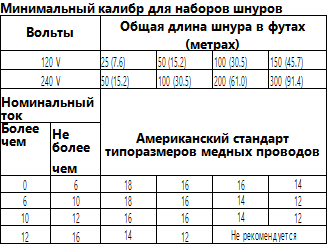 Минимальный калибр для наборов шнуров
Вольты
Общая длина шнура в футах
(метрах)
120 V 25 (7.6) 50 (15.2) 100 (30.5) 150 (45.7)
240 V 50 (15.2) 100 (30.5) 200 (61.0) 300 (91.4)
Номинальный
ток
Более
чем
Не
более
чем
Американский стандарт
типоразмеров медных проводов
0 6 18 16 16 14
6 10 18 16 14 12
10 12 16 16 14 12
12 16 14 12 Не рекомендуется